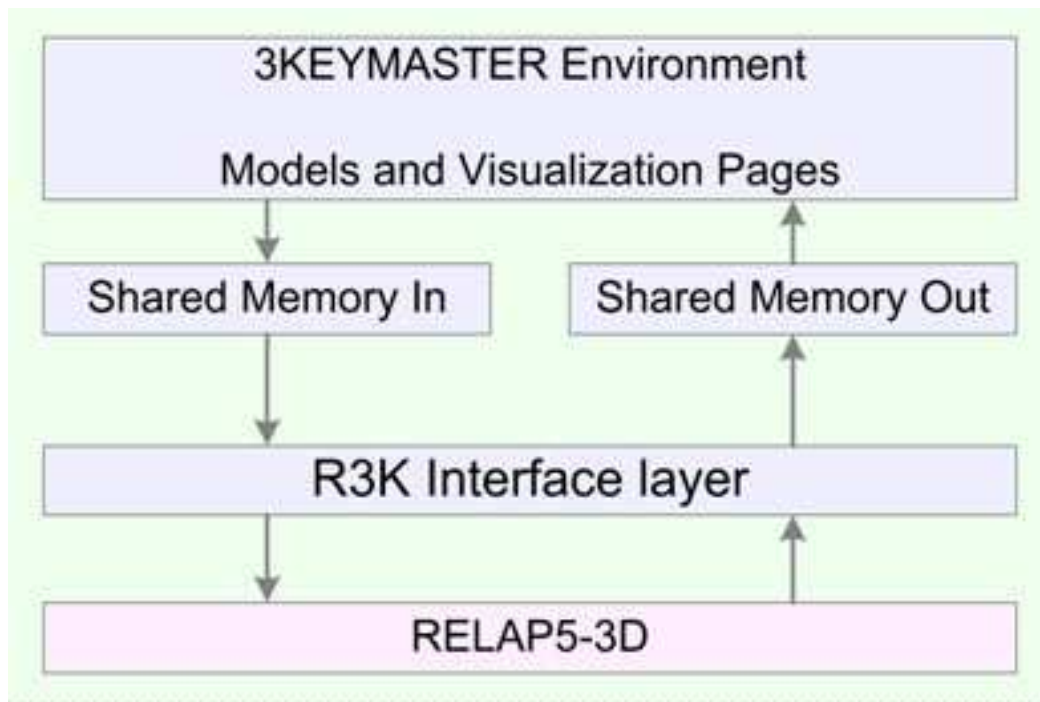 3KEYMASTER Environment
Models and Visualization Pages
Shared Memory In
Shared Memory Out
R3K Interface layer
RELAP5-3D